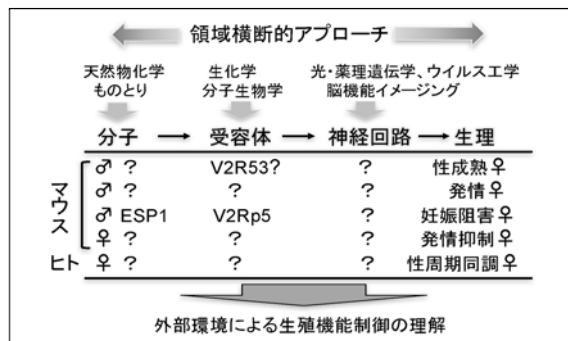 領域横断的アプローチ
天然物化学 生化学 光・薬理遺伝学、ウイルス工学
ものとり 分子生物学 脳機能イメージング
分子 → 受容体 → 神経回路 → 生理
マウス
♂ ? V2R53? ? 性成熟♀
♂ ? ? ? 発情♀
♂ ESP1 V2Rp5 ? 妊娠阻害♀
♀ ? ? ? 発情抑制♀
ヒト ♀ ? ? ? 性周期同調♀
外部環境による生殖機能制御の理解